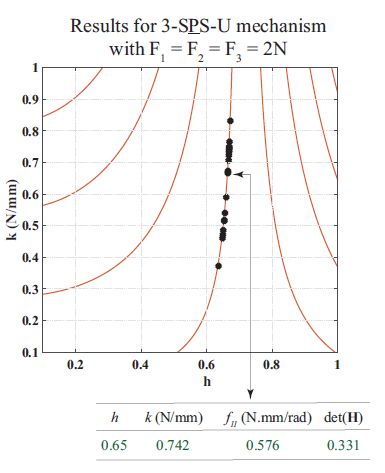 Results for 3-SPS-U mechanism
with F₁ = F₂ = F₃ = 2N
1
0.9
0.8
0.7
0.6
0.5
0.4
0.3
0.2
0.1
k (N/mm)
0.2 0.4 0.6 0.8 1
h
h k (N/mm) f_II (N.mm/rad) det(H)
0.65 0.742 0.576 0.331